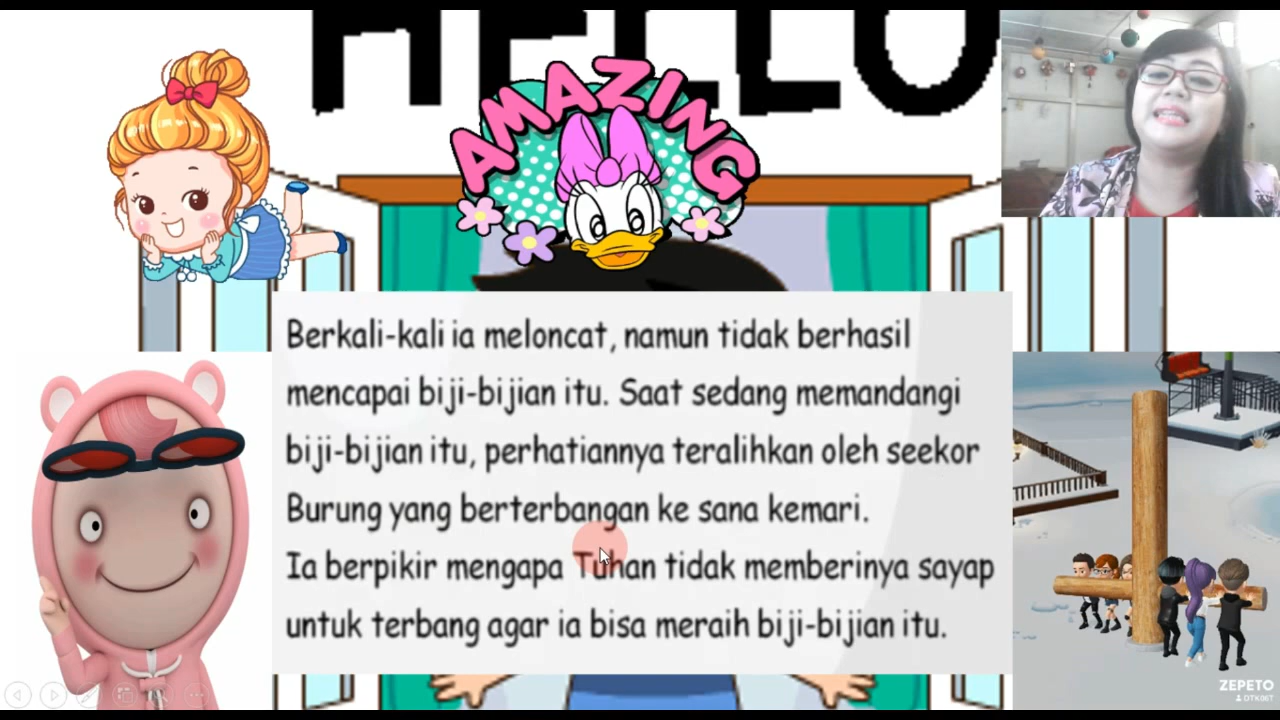 HELLO
AMAZING
Berkali-kali ia meloncat, namun tidak berhasil
mencapai biji-bijian itu. Saat sedang memandangi
biji-bijian itu, perhatiannya teralihkan oleh seekor
Burung yang berterbangan ke sana kemari.
Ia berpikir mengapa Tuhan tidak memberinya sayap
untuk terbang agar ia bisa meraih biji-bijian itu.
ZEPETO
DTK06T